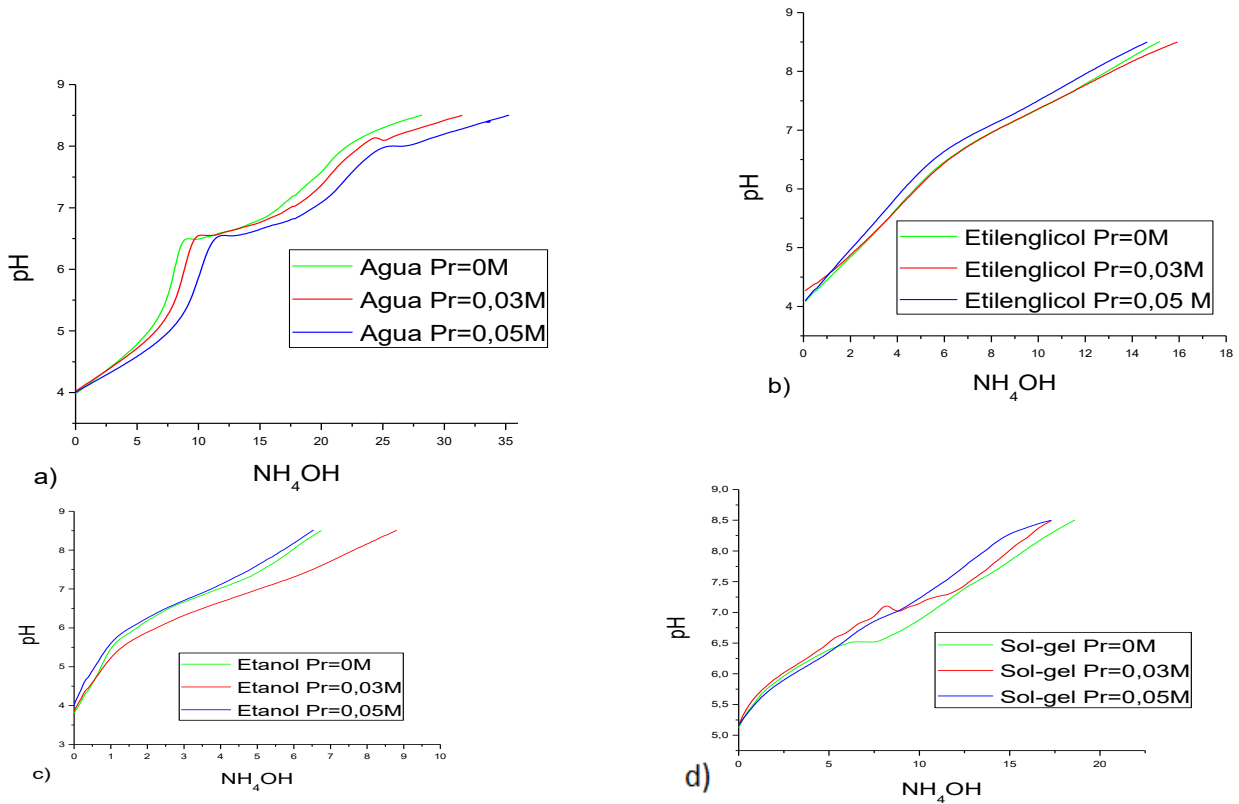 9
8
7
6
5
4
0
5
10
15
20
25
30
35
pH
NH4OH
Agua Pr=0M
Agua Pr=0,03M
Agua Pr=0,05M
a)
9
8
7
6
5
4
0
2
4
6
8
10
12
14
16
18
pH
NH4OH
Etilenglicol Pr=0M
Etilenglicol Pr=0,03M
Etilenglicol Pr=0,05 M
b)
9
8
7
6
5
4
3
0
1
2
3
4
5
6
7
8
9
10
pH
NH4OH
Etanol Pr=0M
Etanol Pr=0,03M
Etanol Pr=0,05M
c)
9,0
8,5
8,0
7,5
7,0
6,5
6,0
5,5
5,0
0
5
10
15
20
pH
NH4OH
Sol-gel Pr=0M
Sol-gel Pr=0,03M
Sol-gel Pr=0,05M
d)